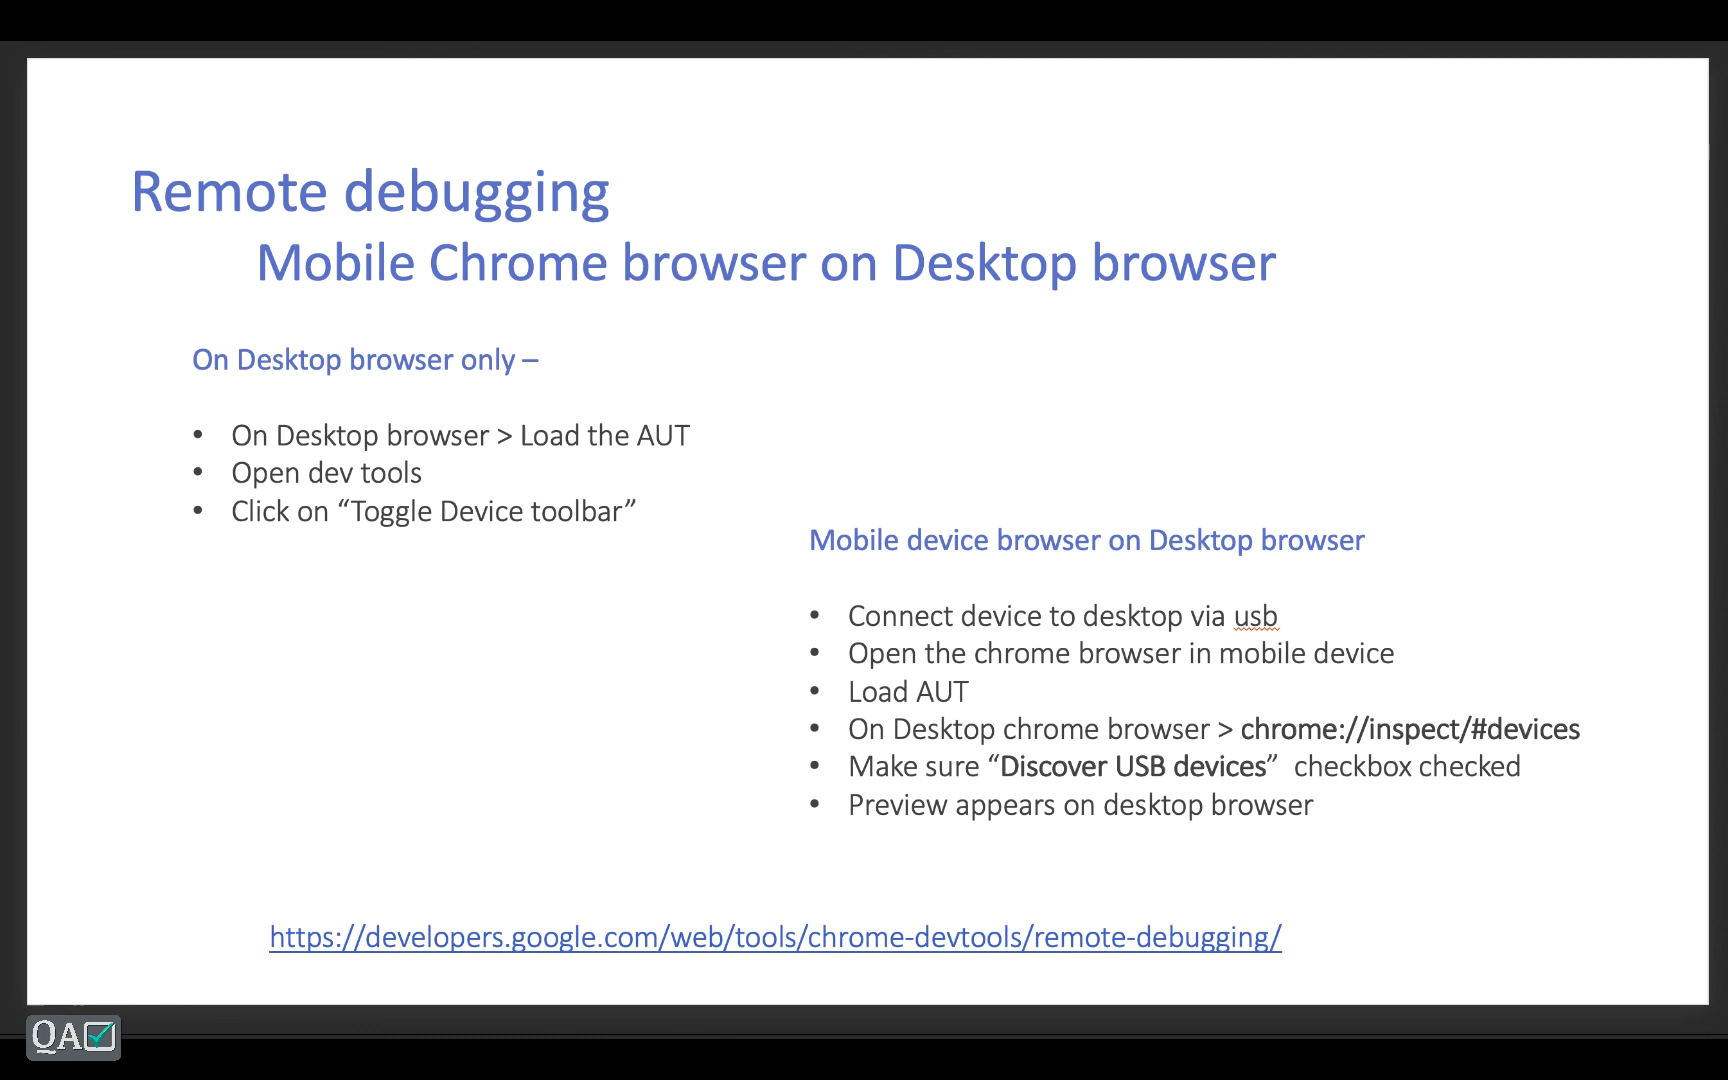 Remote debugging
Mobile Chrome browser on Desktop browser
On Desktop browser only –
• On Desktop browser > Load the AUT
• Open dev tools
• Click on “Toggle Device toolbar”
Mobile device browser on Desktop browser
• Connect device to desktop via usb
• Open the chrome browser in mobile device
• Load AUT
• On Desktop chrome browser > chrome://inspect/#devices
• Make sure “Discover USB devices”  checkbox checked
• Preview appears on desktop browser
https://developers.google.com/web/tools/chrome-devtools/remote-debugging/
QA